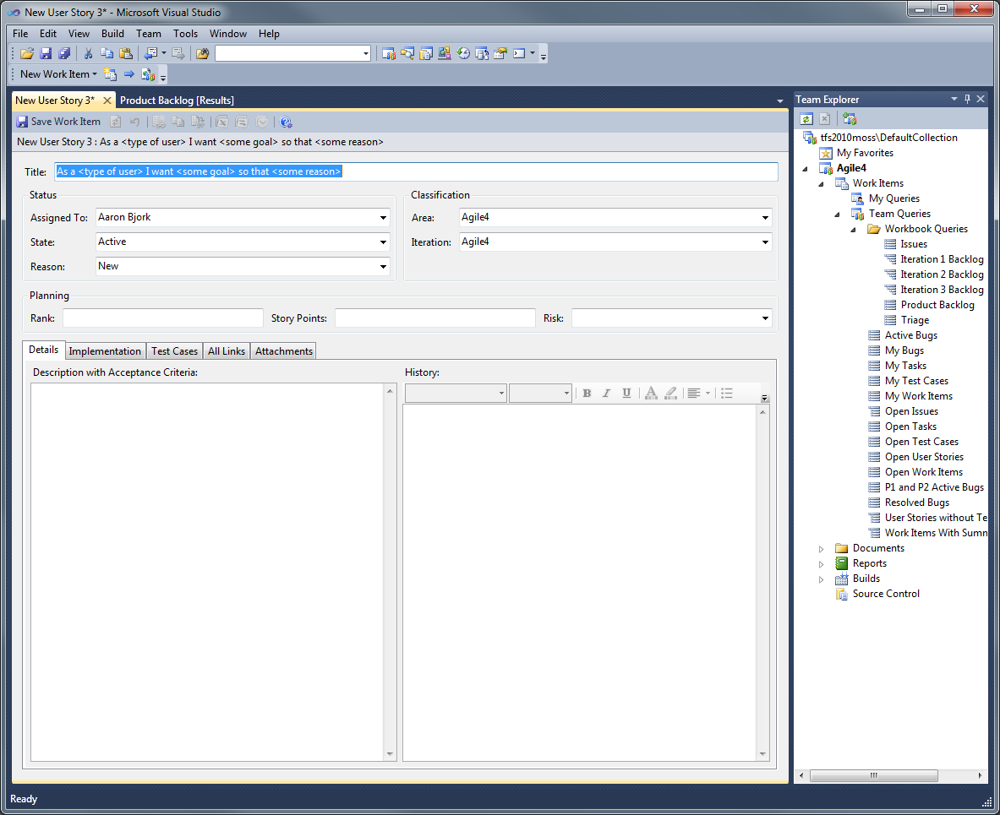 New User Story 3* - Microsoft Visual Studio
File Edit View Build Team Tools Window Help
New Work Item
New User Story 3* Product Backlog [Results]
Save Work Item
New User Story 3 : As a <type of user> I want <some goal> so that <some reason>
Title: As a <type of user> I want <some goal> so that <some reason>
Status
Assigned To: Aaron Bjork
State: Active
Reason: New
Classification
Area: Agile4
Iteration: Agile4
Planning
Rank: Story Points: Risk:
Details Implementation Test Cases All Links Attachments
Description with Acceptance Criteria:
History:
B I U A
Team Explorer
tfs2010moss\DefaultCollection
My Favorites
Agile4
Work Items
My Queries
Team Queries
Workbook Queries
Issues
Iteration 1 Backlog
Iteration 2 Backlog
Iteration 3 Backlog
Product Backlog
Triage
Active Bugs
My Bugs
My Tasks
My Test Cases
My Work Items
Open Issues
Open Tasks
Open Test Cases
Open User Stories
Open Work Items
P1 and P2 Active Bugs
Resolved Bugs
User Stories without Te
Work Items With Summ
Documents
Reports
Builds
Source Control
Ready